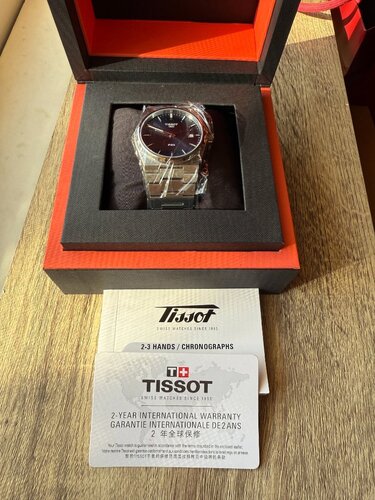 TISSOT
PRX
Tissot
SWISS WATCHES SINCE 1853
2-3 HANDS / CHRONOGRAPHS
T+
TISSOT
SWISS WATCHES SINCE 1853
2-YEAR INTERNATIONAL WARRANTY
GARANTIE INTERNATIONALE DE 2 ANS
2 年全球保修